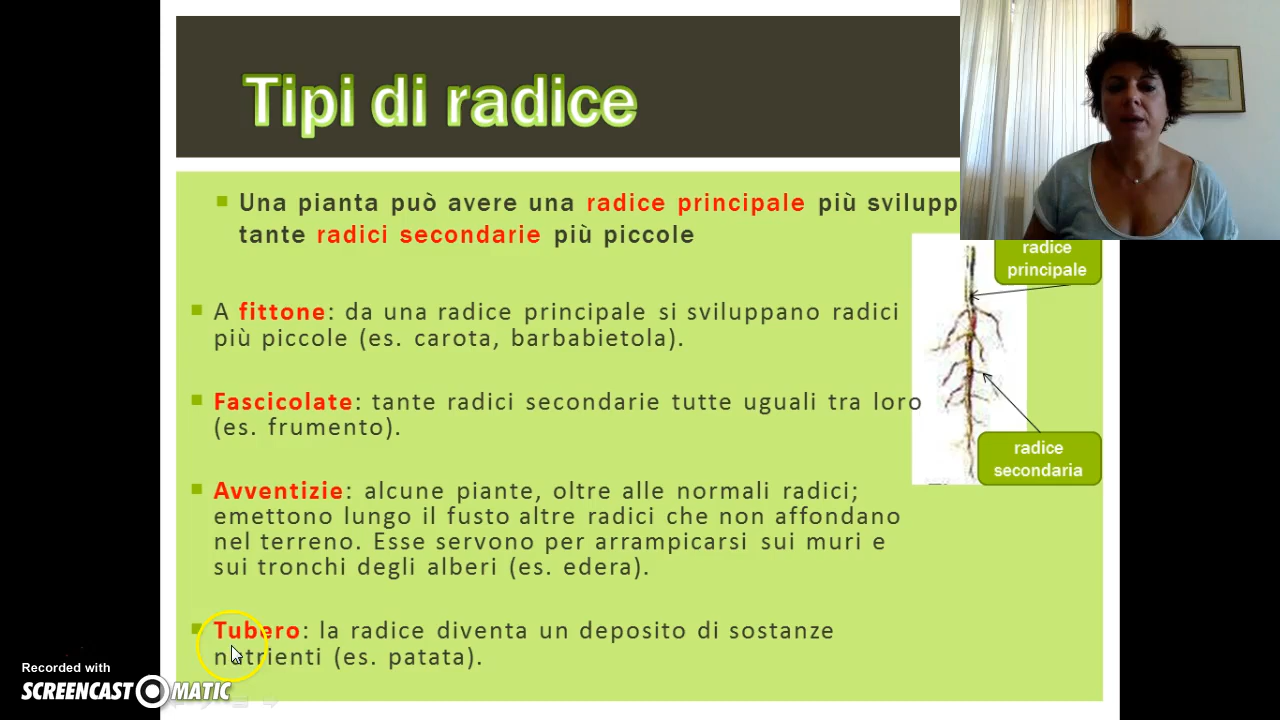 Tipi di radice
Una pianta può avere una radice principale più svilupp
tante radici secondarie più piccole
radice
principale
A fittone: da una radice principale si sviluppano radici
più piccole (es. carota, barbabietola).
Fascicolate: tante radici secondarie tutte uguali tra loro
(es. frumento).
radice
secondaria
Avventizie: alcune piante, oltre alle normali radici;
emettono lungo il fusto altre radici che non affondano
nel terreno. Esse servono per arrampicarsi sui muri e
sui tronchi degli alberi (es. edera).
Tubero: la radice diventa un deposito di sostanze
nutrienti (es. patata).
Recorded with
SCREENCAST MATIC